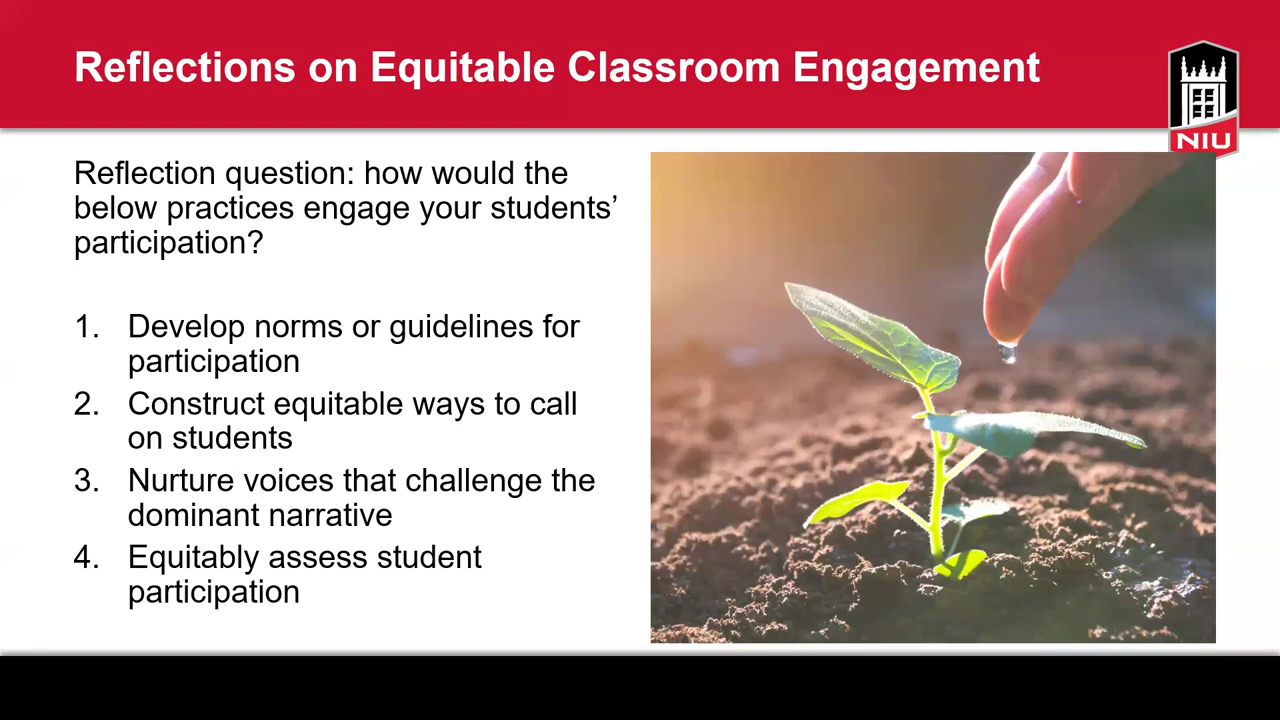 Reflections on Equitable Classroom Engagement
NIU
Reflection question: how would the
below practices engage your students’
participation?
1. Develop norms or guidelines for
participation
2. Construct equitable ways to call
on students
3. Nurture voices that challenge the
dominant narrative
4. Equitably assess student
participation